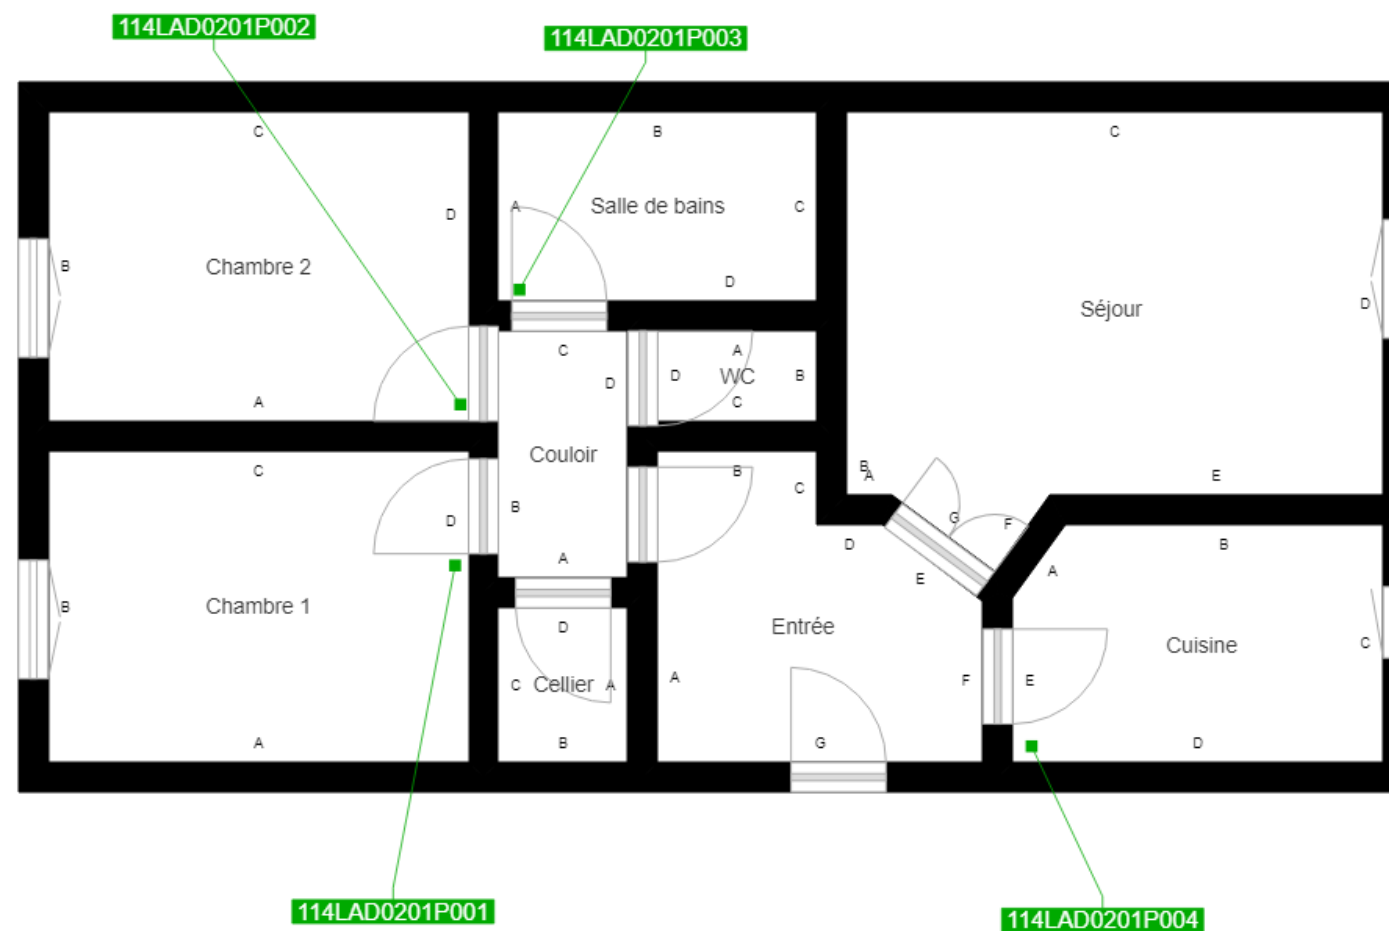 114LAD0201P002
114LAD0201P003
C
B
C
D
A
Salle de bains
C
B
Chambre 2
D
Séjour
D
C
A
D
D
WC
B
A
C
Couloir
B
A
C
B
C
E
B
D
G
F
D
B
A
A
E
A
B
Chambre 1
D
Entrée
Cuisine
C
C
Cellier
A
A
F
E
A
B
G
D
114LAD0201P001
114LAD0201P004